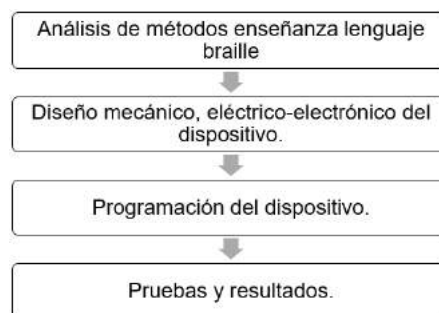 Análisis de métodos enseñanza lenguaje
braille
Diseño mecánico, eléctrico-electrónico del
dispositivo.
Programación del dispositivo.
Pruebas y resultados.